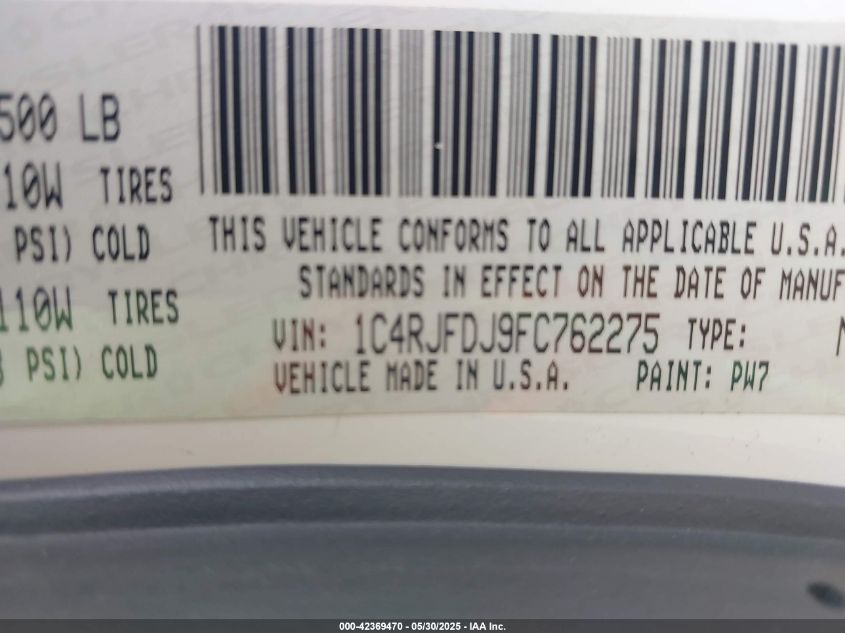 500 LB
10W TIRES
PSI) COLD
110W TIRES
PSI) COLD
THIS VEHICLE CONFORMS TO ALL APPLICABLE U.S.A.
STANDARDS IN EFFECT ON THE DATE OF MANUF
VIN: 1C4RJFDJ9FC762275 TYPE:
VEHICLE MADE IN U.S.A. PAINT: PW7
000-42369470 - 05/30/2025 - IAA Inc.